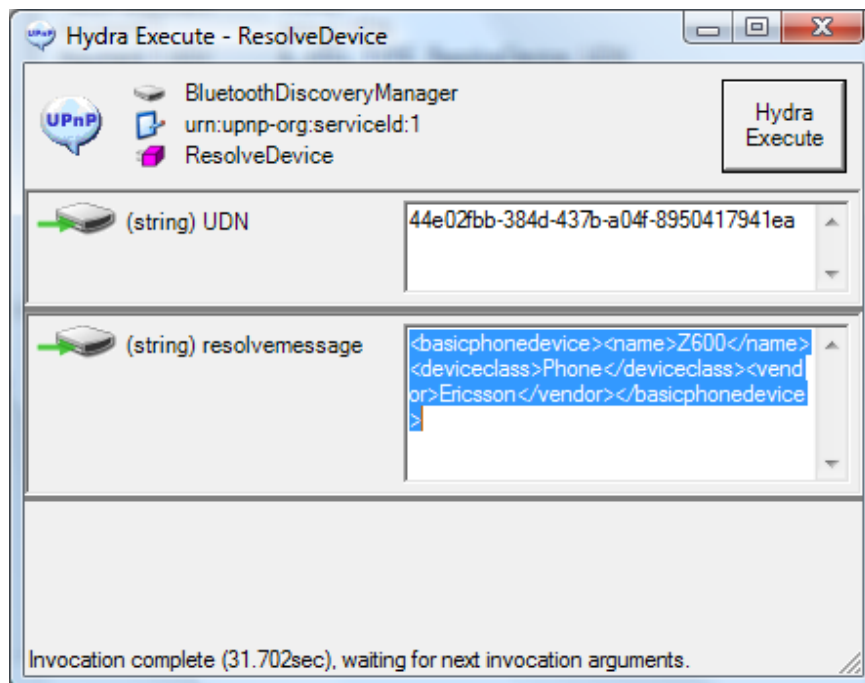 Hydra Execute - ResolveDevice
UPnP
BluetoothDiscoveryManager
urn:upnp-org:serviceId:1
ResolveDevice
Hydra
Execute
(string) UDN
44e02fbb-384d-437b-a04f-8950417941ea
(string) resolvemessage
<basicphonedevice><name>Z600</name>
<deviceclass>Phone</deviceclass><vend
or>Ericsson</vendor></basicphonedevice
>
Invocation complete (31.702sec), waiting for next invocation arguments.